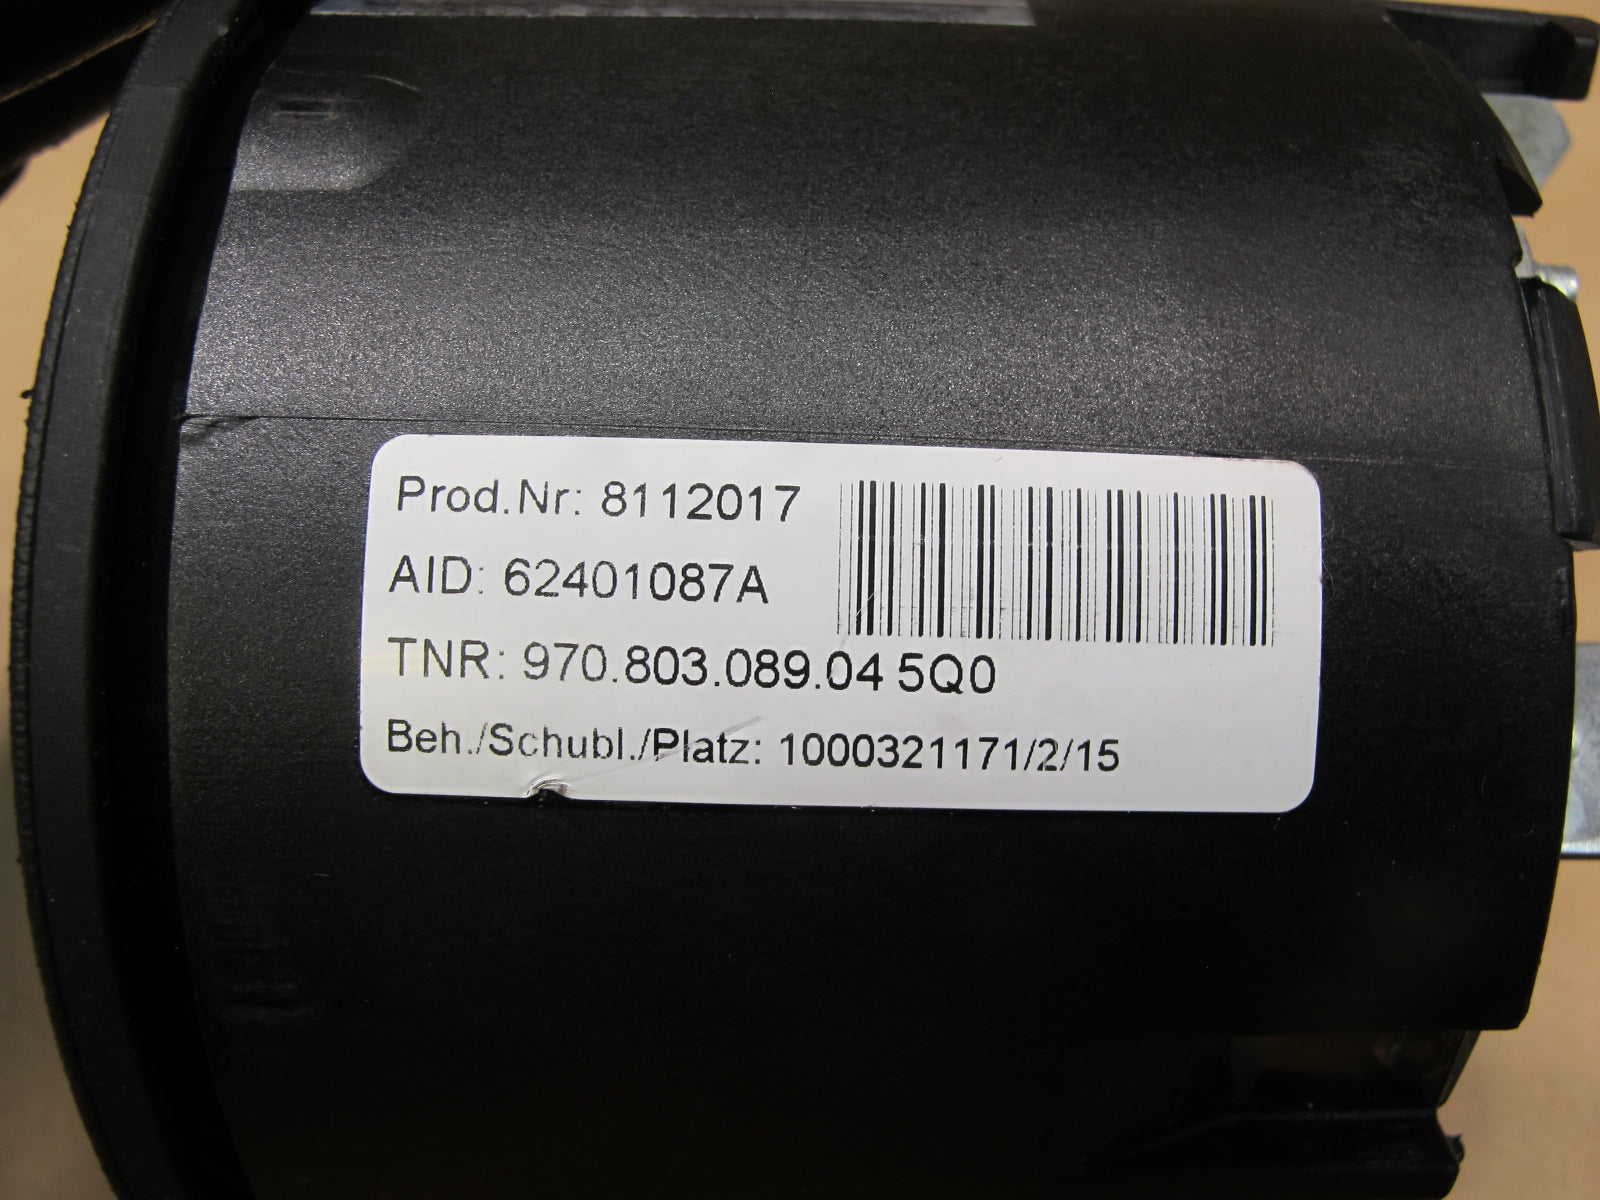 Prod.Nr: 8112017
AID: 62401087A
TNR: 970.803.089.04 5Q0
Beh./Schubl./Platz: 1000321171/2/15